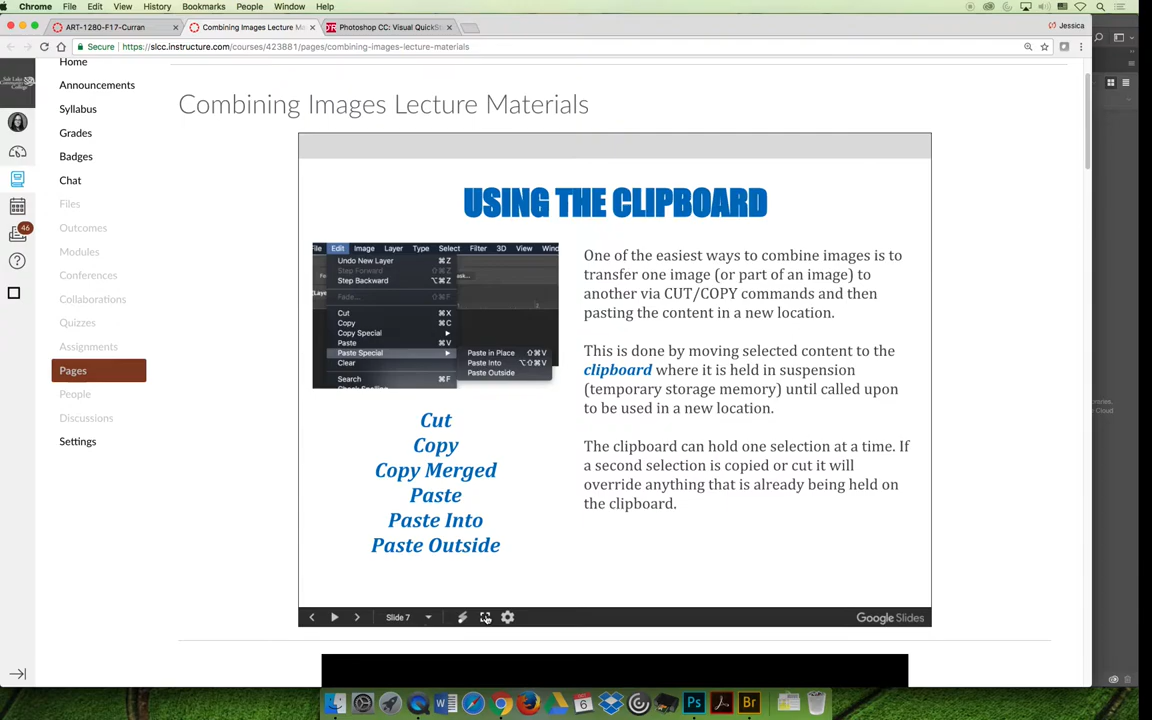 Chrome File Edit View History Bookmarks People Window Help
ART-1280-F17-Curran Combining Images Lecture Ma Photoshop CC: Visual QuickSt Jessica
Secure https://slcc.instructure.com/courses/423881/pages/combining-images-lecture-materials
Home
Announcements
Syllabus
Grades
Badges
Chat
Files
Outcomes
46
Modules
Conferences
Collaborations
Quizzes
Assignments
Pages
People
Discussions
Settings
Combining Images Lecture Materials
USING THE CLIPBOARD
File Edit Image Layer Type Select Filter 3D View Wind
Undo New Layer ⌘Z
Step Forward ⇧⌘Z
Step Backward ⌥⌘Z
Fade... ⇧⌘F
Cut ⌘X
Copy ⌘C
Copy Special
Paste ⌘V
Paste Special
Clear
Search ⌘F
Paste in Place ⇧⌘V
Paste Into ⌥⇧⌘V
Paste Outside
Cut
Copy
Copy Merged
Paste
Paste Into
Paste Outside
One of the easiest ways to combine images is to
transfer one image (or part of an image) to
another via CUT/COPY commands and then
pasting the content in a new location.
This is done by moving selected content to the
clipboard where it is held in suspension
(temporary storage memory) until called upon
to be used in a new location.
The clipboard can hold one selection at a time. If
a second selection is copied or cut it will
override anything that is already being held on
the clipboard.
Slide 7
Google Slides
Cloud
W 6 Ps Br